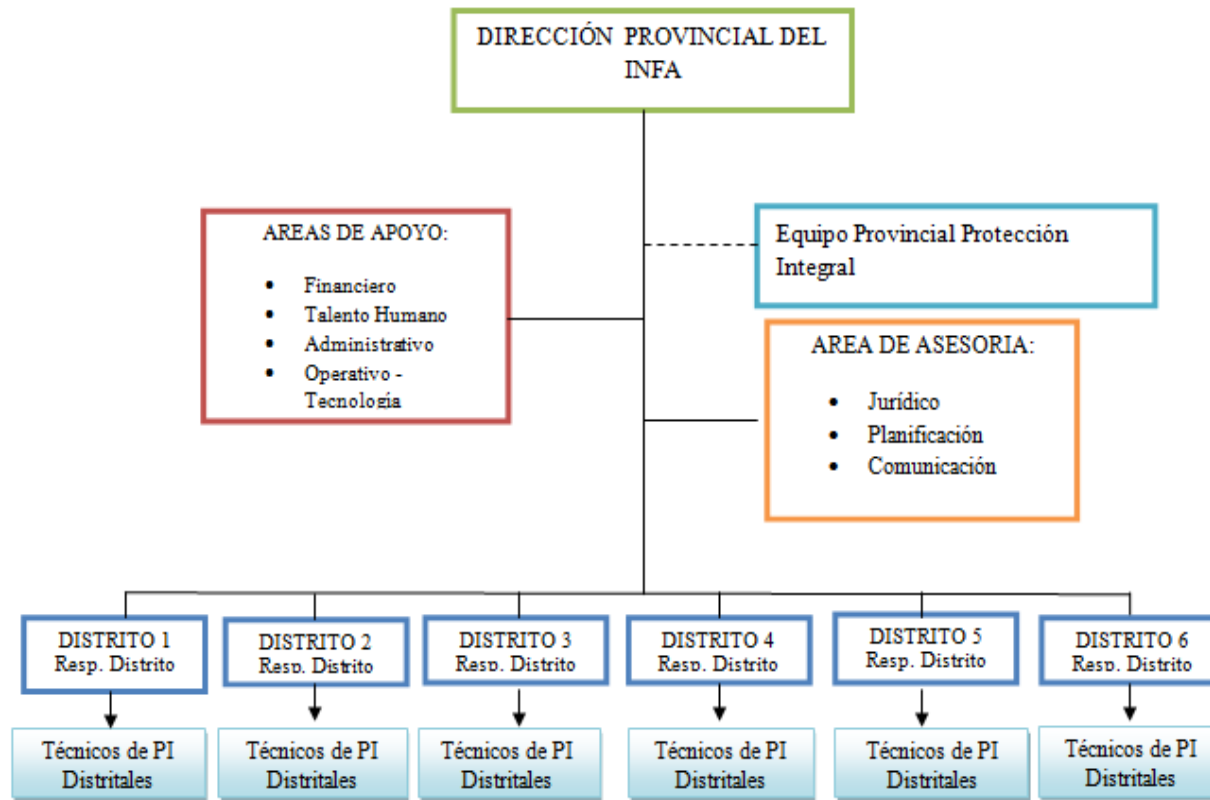 DIRECCIÓN PROVINCIAL DEL
INFA
AREAS DE APOYO:
• Financiero
• Talento Humano
• Administrativo
• Operativo -
Tecnología
Equipo Provincial Protección
Integral
AREA DE ASESORIA:
• Jurídico
• Planificación
• Comunicación
DISTRITO 1
Resp. Distrito
DISTRITO 2
Resp. Distrito
DISTRITO 3
Resp. Distrito
DISTRITO 4
Resp. Distrito
DISTRITO 5
Resp. Distrito
DISTRITO 6
Resp. Distrito
Técnicos de PI
Distritales
Técnicos de PI
Distritales
Técnicos de PI
Distritales
Técnicos de PI
Distritales
Técnicos de PI
Distritales
Técnicos de PI
Distritales